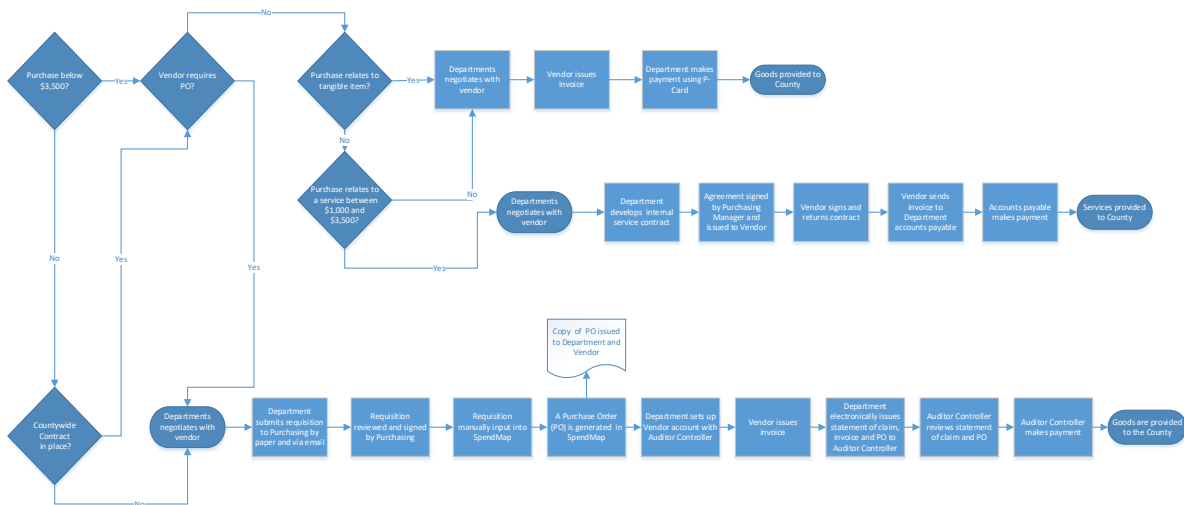 No
Purchase below
$3,500?
Yes
Vendor requires
PO?
Purchase relates to
tangible item?
Yes
Departments
negotiates with
vendor
Vendor issues
invoice
Department makes
payment using P-
Card
Goods provided to
County
No
Purchase relates to
a service between
$1,000 and
$3,500?
No
Departments
negotiates with
vendor
Department
develops internal
service contract
Agreement signed
by Purchasing
Manager and
issued to Vendor
Vendor signs and
returns contract
Vendor sends
invoice to
Department
accounts payable
Accounts payable
makes payment
Services provided
to County
No
Yes
Yes
Yes
Copy of PO issued
to Department and
Vendor
Countywide
Contract
in place?
Departments
negotiates with
vendor
Department
submits requisition
to Purchasing by
paper and via email
Requisition
reviewed and signed
by Purchasing
Requisition
manually input into
SpendMap
A Purchase Order
(PO) is generated in
SpendMap
Department sets up
Vendor account with
Auditor Controller
Vendor issues
invoice
Department
electronically issues
statement of claim,
invoice and PO to
Auditor Controller
Auditor Controller
reviews statement
of claim and PO
Auditor Controller
makes payment
Goods are provided
to the County
No